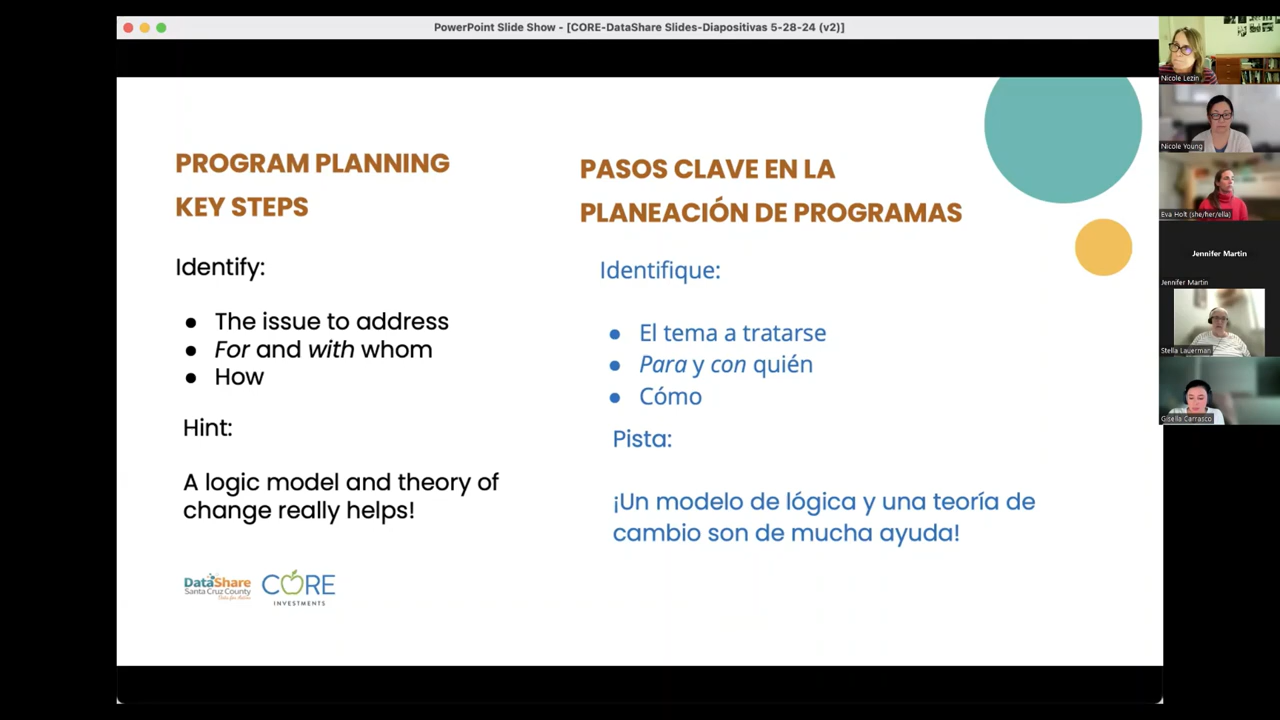 PowerPoint Slide Show - [CORE-DataShare Slides-Diapositivas 5-28-24 (v2)]
PROGRAM PLANNING
KEY STEPS
Identify:
● The issue to address
● For and with whom
● How
Hint:
A logic model and theory of
change really helps!
PASOS CLAVE EN LA
PLANEACIÓN DE PROGRAMAS
Identifique:
● El tema a tratarse
● Para y con quién
● Cómo
Pista:
¡Un modelo de lógica y una teoría de
cambio son de mucha ayuda!
DataShare
Santa Cruz County
CORE
INVESTMENTS
Nicole Lezin
Nicole Young
Eva Holt (she/her/ella)
Jennifer Martin
Jennifer Martin
Stella Lauerman
Gisella Carrasco